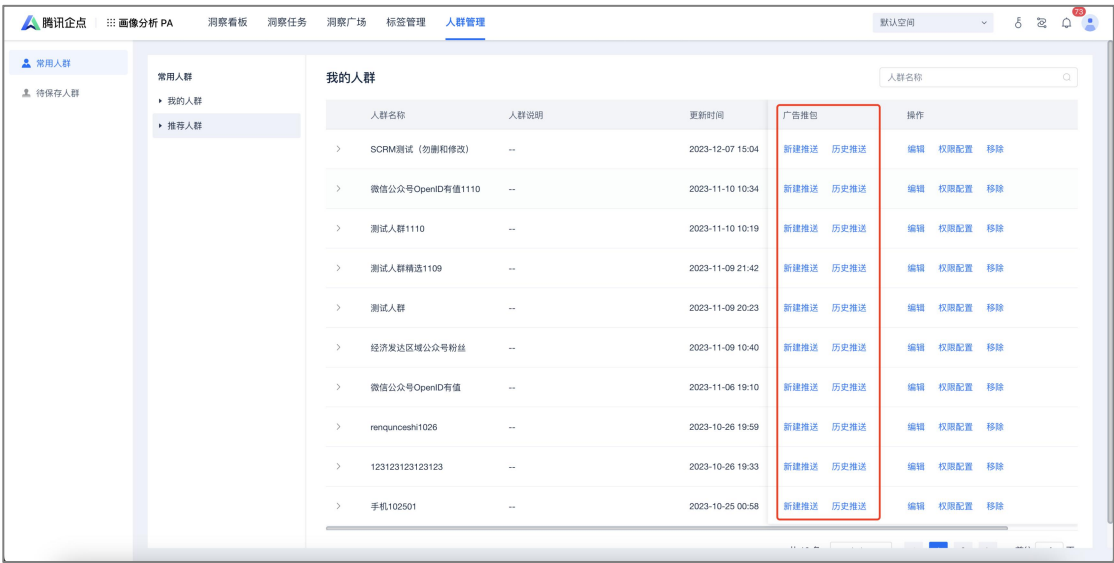 腾讯企点 画像分析 PA 洞察看板 洞察任务 洞察广场 标签管理 人群管理 默认空间 73
常用人群
待保存人群
常用人群
我的人群
推荐人群
我的人群 人群名称
人群名称 人群说明 更新时间 广告推包 操作
SCRM测试（勿删和修改） -- 2023-12-07 15:04 新建推送 历史推送 编辑 权限配置 移除
微信公众号OpenID有值1110 -- 2023-11-10 10:34 新建推送 历史推送 编辑 权限配置 移除
测试人群1110 -- 2023-11-10 10:19 新建推送 历史推送 编辑 权限配置 移除
测试人群精选1109 -- 2023-11-09 21:42 新建推送 历史推送 编辑 权限配置 移除
测试人群 -- 2023-11-09 20:23 新建推送 历史推送 编辑 权限配置 移除
经济发达区域公众号粉丝 -- 2023-11-09 10:40 新建推送 历史推送 编辑 权限配置 移除
微信公众号OpenID有值 -- 2023-11-06 19:10 新建推送 历史推送 编辑 权限配置 移除
renqunceshi1026 -- 2023-10-26 19:59 新建推送 历史推送 编辑 权限配置 移除
123123123123123 -- 2023-10-26 19:33 新建推送 历史推送 编辑 权限配置 移除
手机102501 -- 2023-10-25 00:58 新建推送 历史推送 编辑 权限配置 移除